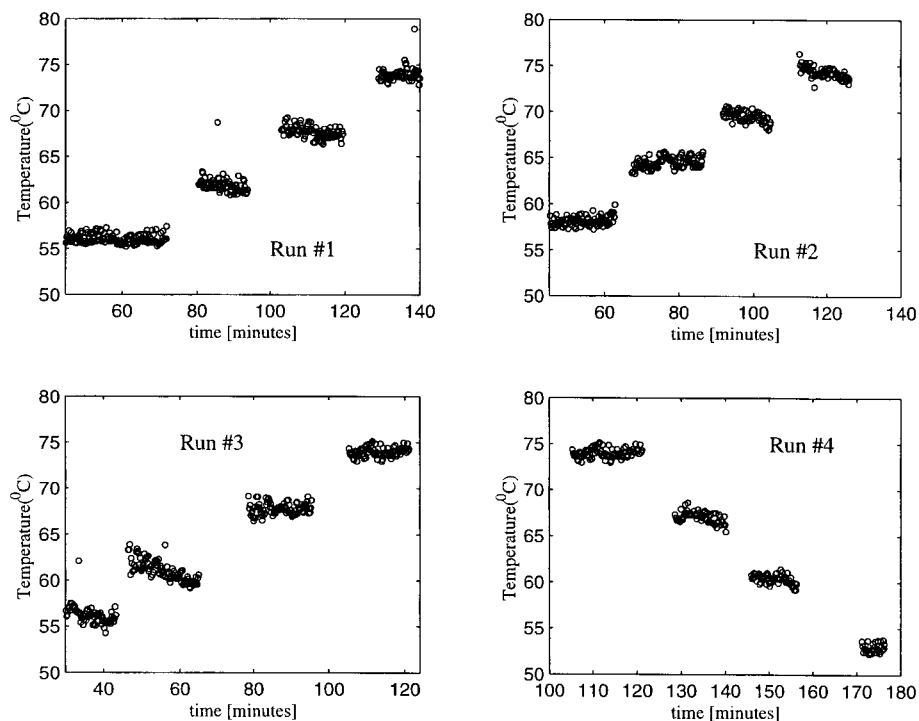 80
75
70
65
60
55
50
Temperature(⁰C)
Run #1
60 80 100 120 140
time [minutes]
80
75
70
65
60
55
50
Temperature(⁰C)
Run #2
60 80 100 120 140
time [minutes]
80
75
70
65
60
55
50
Temperature(⁰C)
Run #3
40 60 80 100 120
time [minutes]
80
75
70
65
60
55
50
Temperature(⁰C)
Run #4
100 110 120 130 140 150 160 170 180
time [minutes]